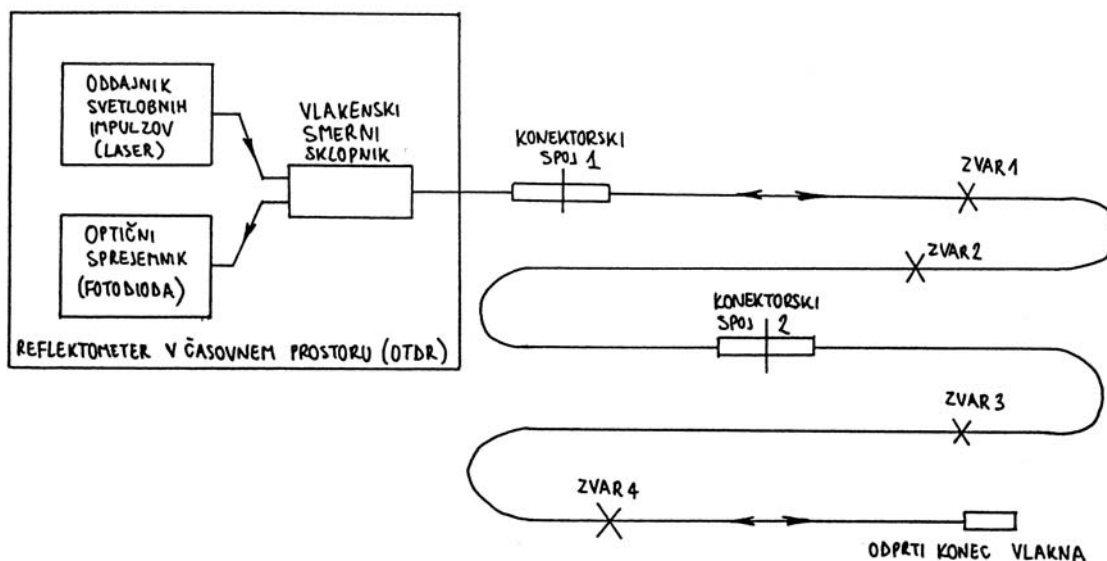 ODDAJNIK
SVETLOBNIH
IMPULZOV
(LASER)
VLAKENSKI
SMERNI
SKLOPNIK
OPTIČNI
SPREJEMNIK
(FOTODIODA)
REFLEKTOMETER V ČASOVNEM PROSTORU (OTDR)
KONEKTORSKI
SPOJ 1
ZVAR 1
ZVAR 2
KONEKTORSKI
SPOJ 2
ZVAR 3
ZVAR 4
ODPRTI KONEC VLAKNA